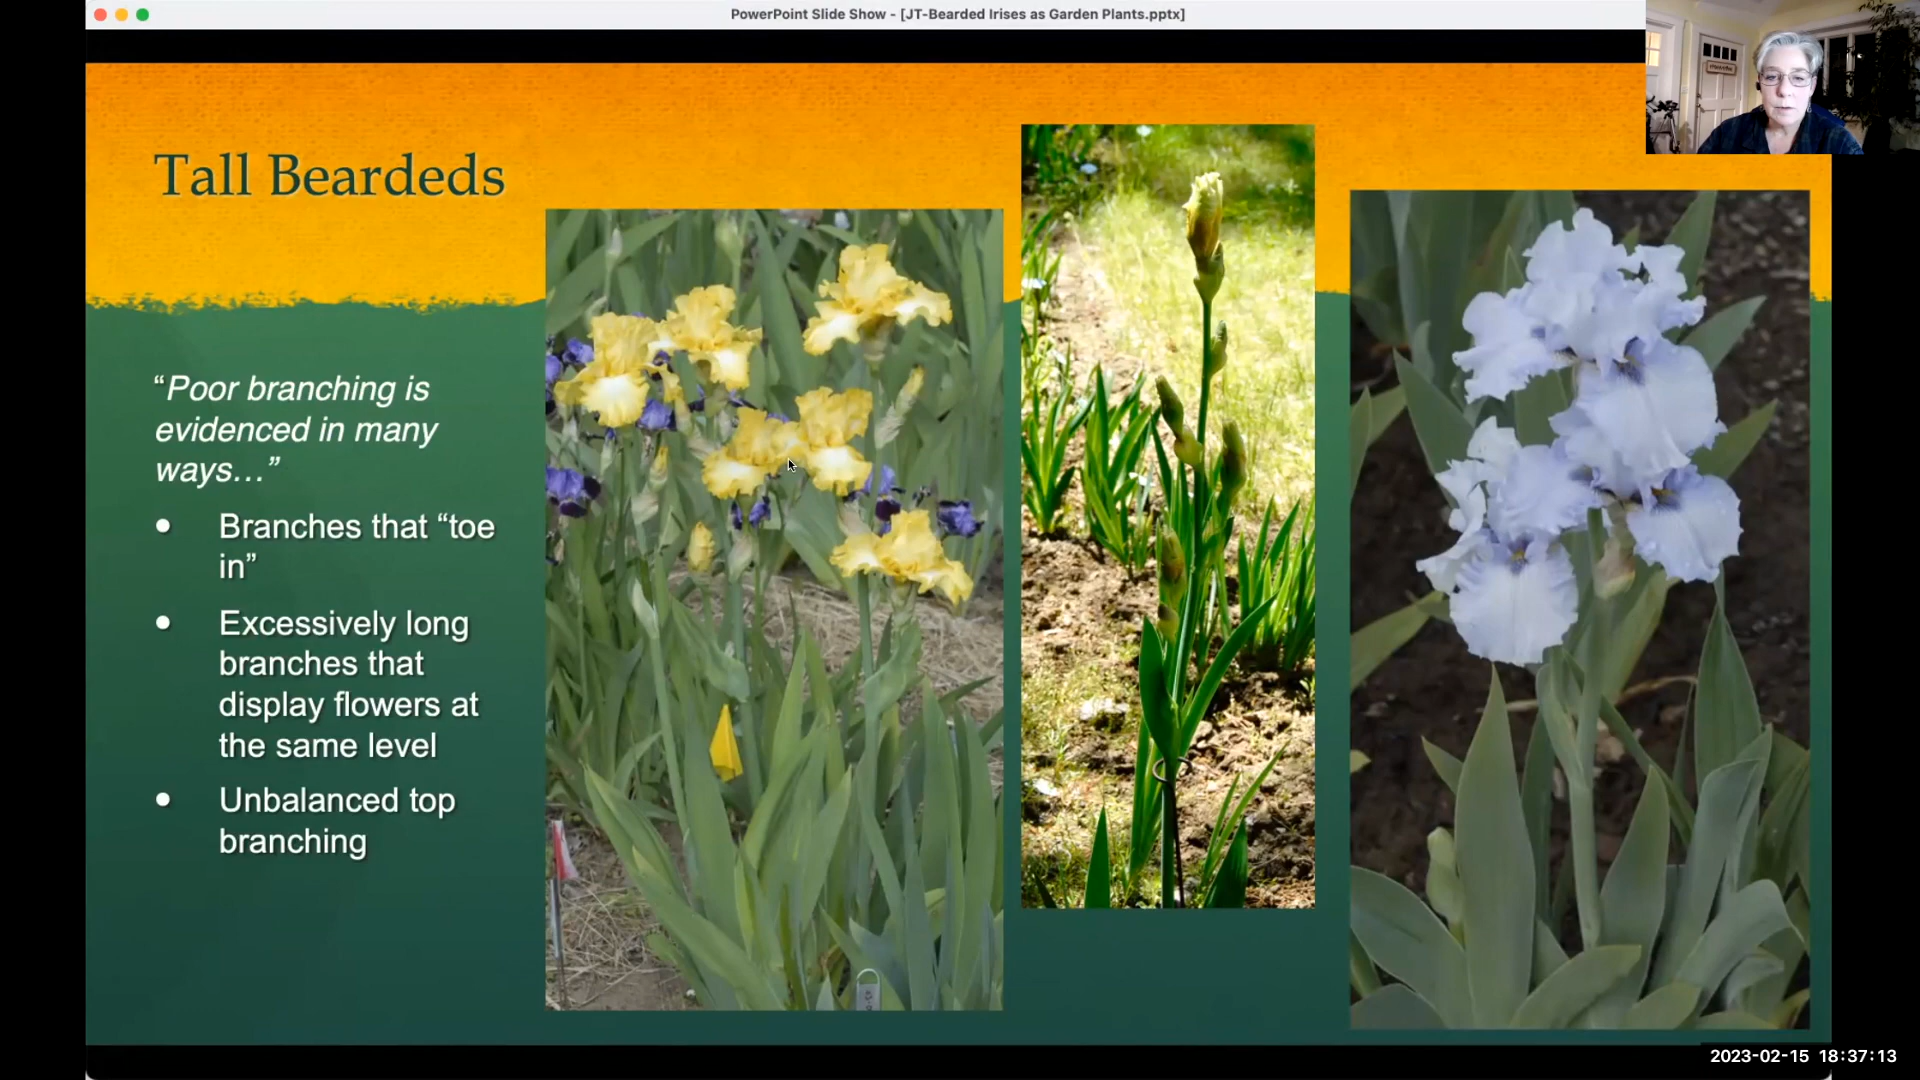 PowerPoint Slide Show - [JT-Bearded Irises as Garden Plants.pptx]
Tall Beardeds
“Poor branching is
evidenced in many
ways…”
• Branches that “toe
in”
• Excessively long
branches that
display flowers at
the same level
• Unbalanced top
branching
2023-02-15 18:37:13